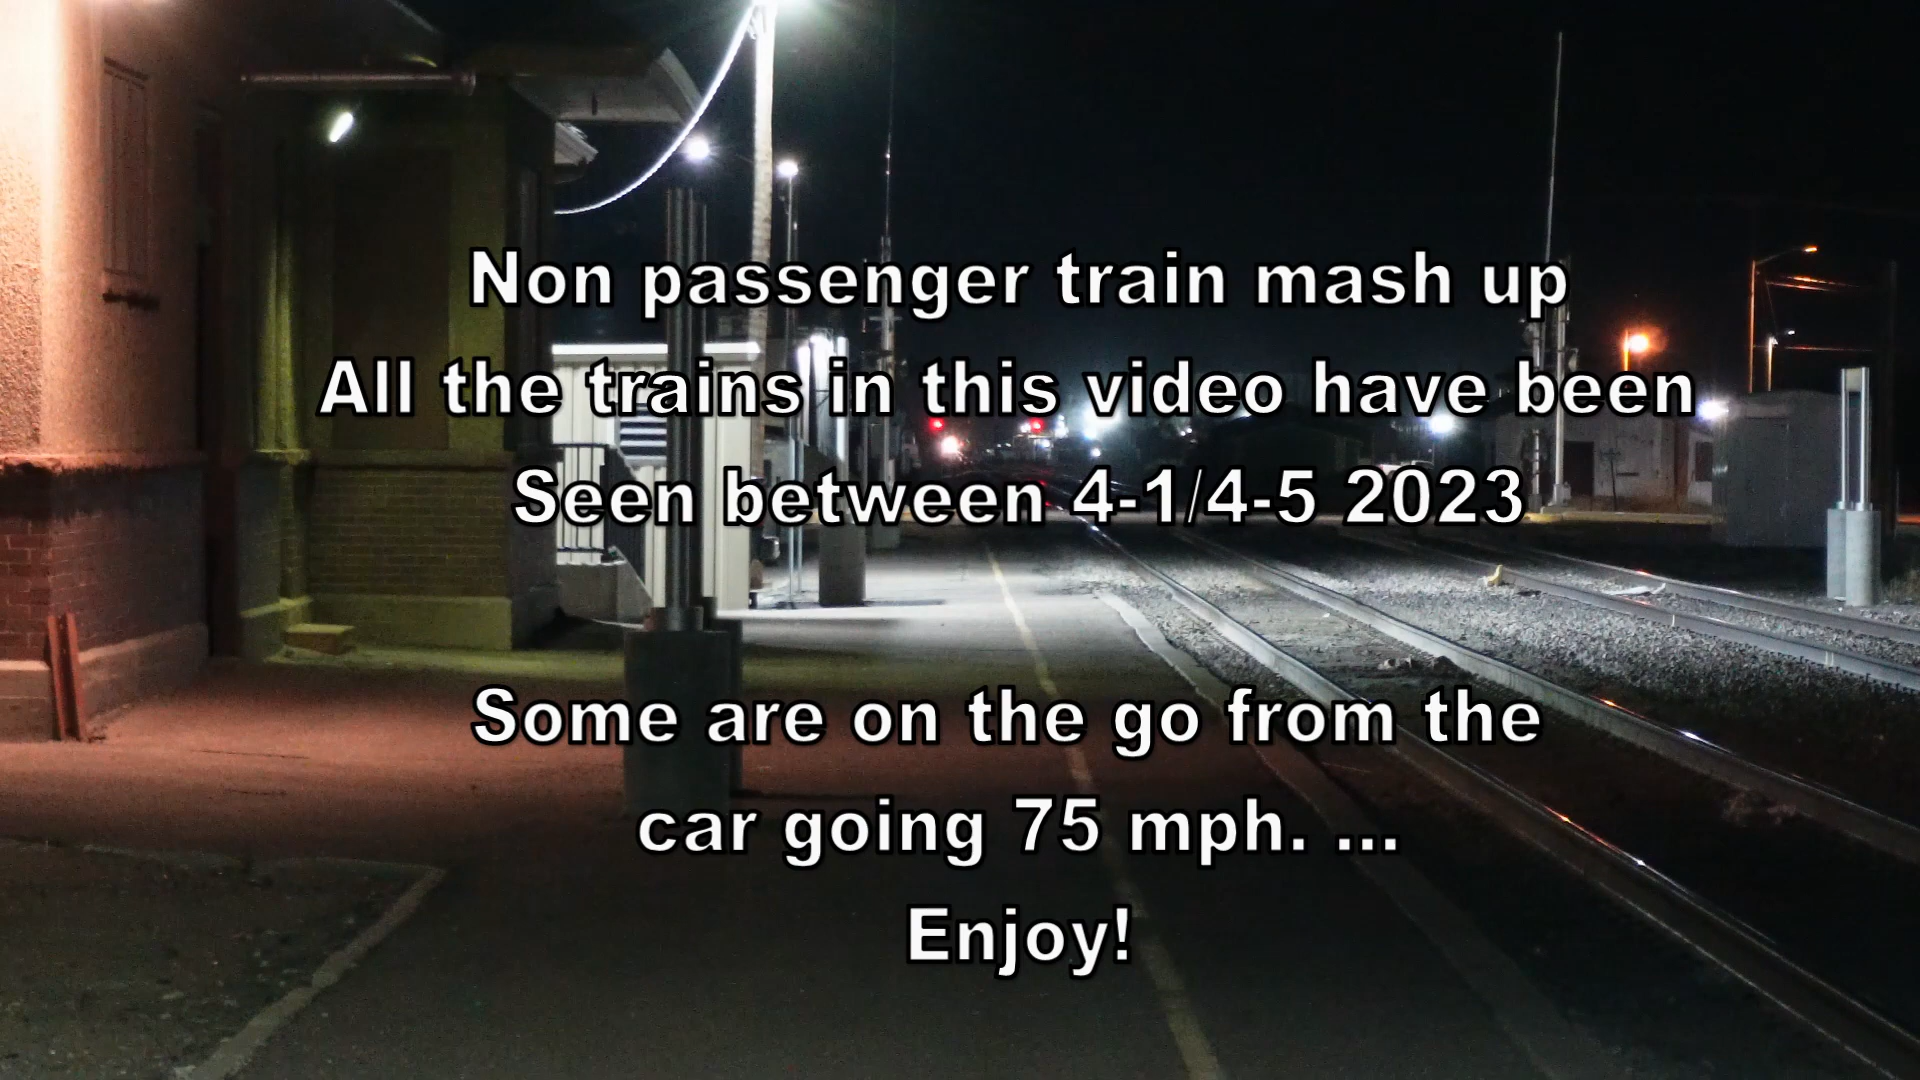 Non passenger train mash up
All the trains in this video have been
Seen between 4-1/4-5 2023
Some are on the go from the
car going 75 mph. ...
Enjoy!